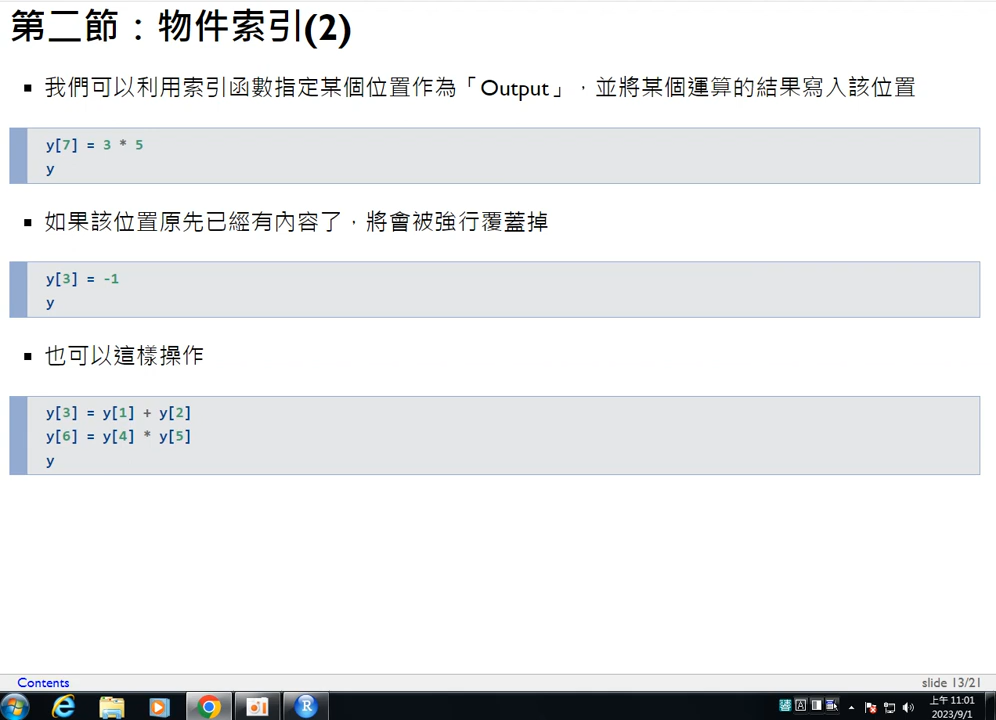 第二節：物件索引(2)
我們可以利用索引函數指定某個位置作為「Output」，並將某個運算的結果寫入該位置
y[7] = 3 * 5
y
如果該位置原先已經有內容了，將會被強行覆蓋掉
y[3] = -1
y
也可以這樣操作
y[3] = y[1] + y[2]
y[6] = y[4] * y[5]
y
Contents
slide 13/21
上午 11:01
2023/9/1